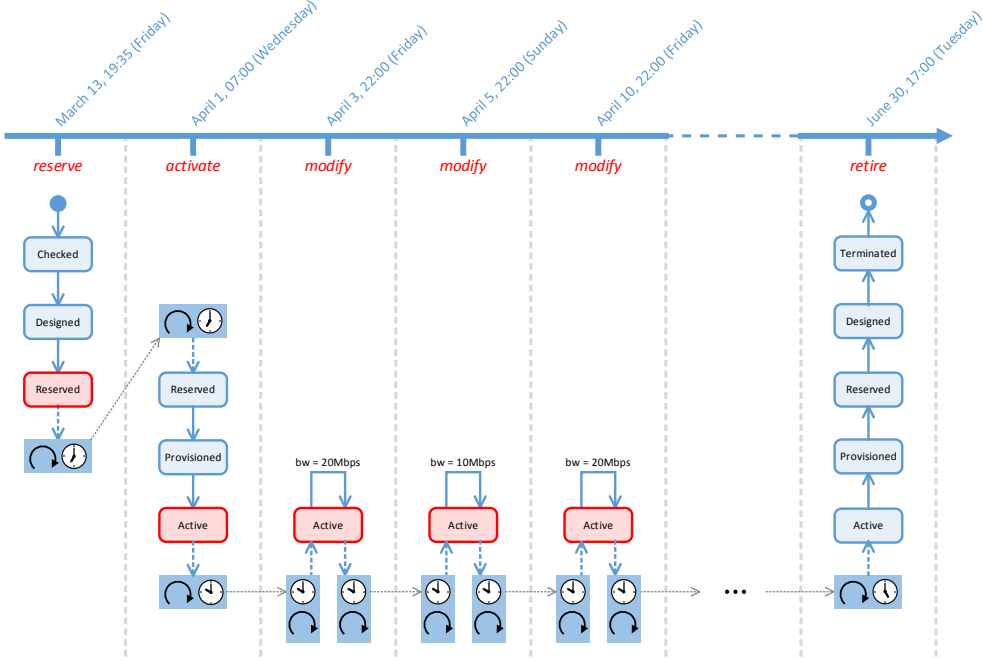 March 13, 19:35 (Friday)
April 1, 07:00 (Wednesday)
April 3, 22:00 (Friday)
April 5, 22:00 (Sunday)
April 10, 22:00 (Friday)
June 30, 17:00 (Tuesday)
reserve
activate
modify
modify
modify
retire
Checked
Terminated
Designed
Designed
Reserved
Reserved
Reserved
Provisioned
Provisioned
bw = 20Mbps
bw = 10Mbps
bw = 20Mbps
Active
Active
Active
Active
Active
...